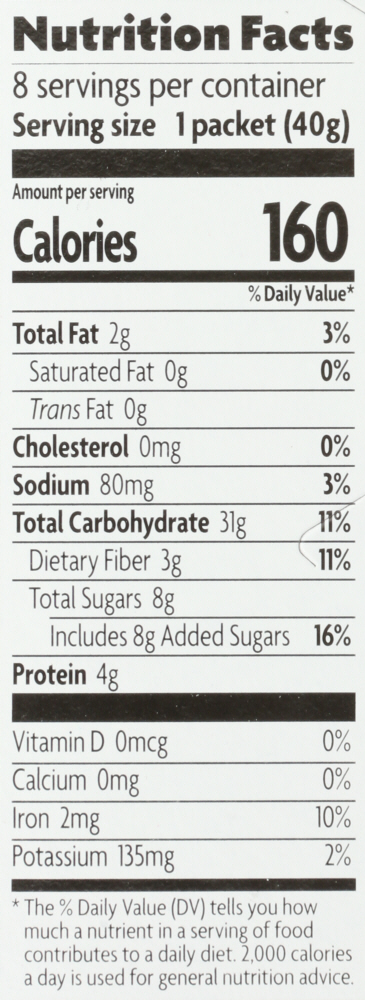 Nutrition Facts
8 servings per container
Serving size 1 packet (40g)
Amount per serving
Calories 160
% Daily Value*
Total Fat 2g 3%
Saturated Fat 0g 0%
Trans Fat 0g
Cholesterol 0mg 0%
Sodium 80mg 3%
Total Carbohydrate 31g 11%
Dietary Fiber 3g 11%
Total Sugars 8g
Includes 8g Added Sugars 16%
Protein 4g
Vitamin D 0mcg 0%
Calcium 0mg 0%
Iron 2mg 10%
Potassium 135mg 2%
* The % Daily Value (DV) tells you how
much a nutrient in a serving of food
contributes to a daily diet. 2,000 calories
a day is used for general nutrition advice.